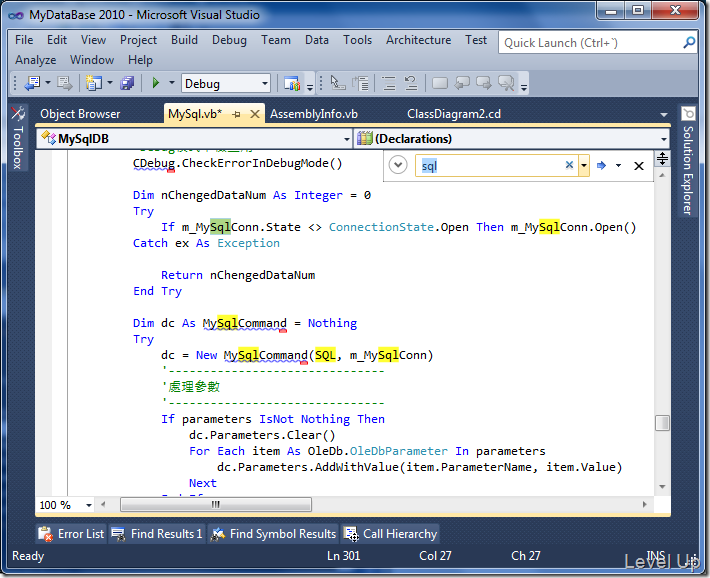 MyDataBase 2010 - Microsoft Visual Studio
File Edit View Project Build Debug Team Data Tools Architecture Test Quick Launch (Ctrl+`)
Analyze Window Help
Debug
Toolbox
Object Browser MySql.vb* AssemblyInfo.vb ClassDiagram2.cd
Solution Explorer
MySqlDB (Declarations)
sql
CDebug.CheckErrorInDebugMode()
Dim nChengedDataNum As Integer = 0
Try
If m_MySqlConn.State <> ConnectionState.Open Then m_MySqlConn.Open()
Catch ex As Exception
Return nChengedDataNum
End Try
Dim dc As MySqlCommand = Nothing
Try
dc = New MySqlCommand(SQL, m_MySqlConn)
'-------------------------------
'處理參數
'-------------------------------
If parameters IsNot Nothing Then
dc.Parameters.Clear()
For Each item As OleDb.OleDbParameter In parameters
dc.Parameters.AddWithValue(item.ParameterName, item.Value)
Next
100 %
Error List Find Results 1 Find Symbol Results Call Hierarchy
Ready Ln 301 Col 27 Ch 27 INS
Level Up